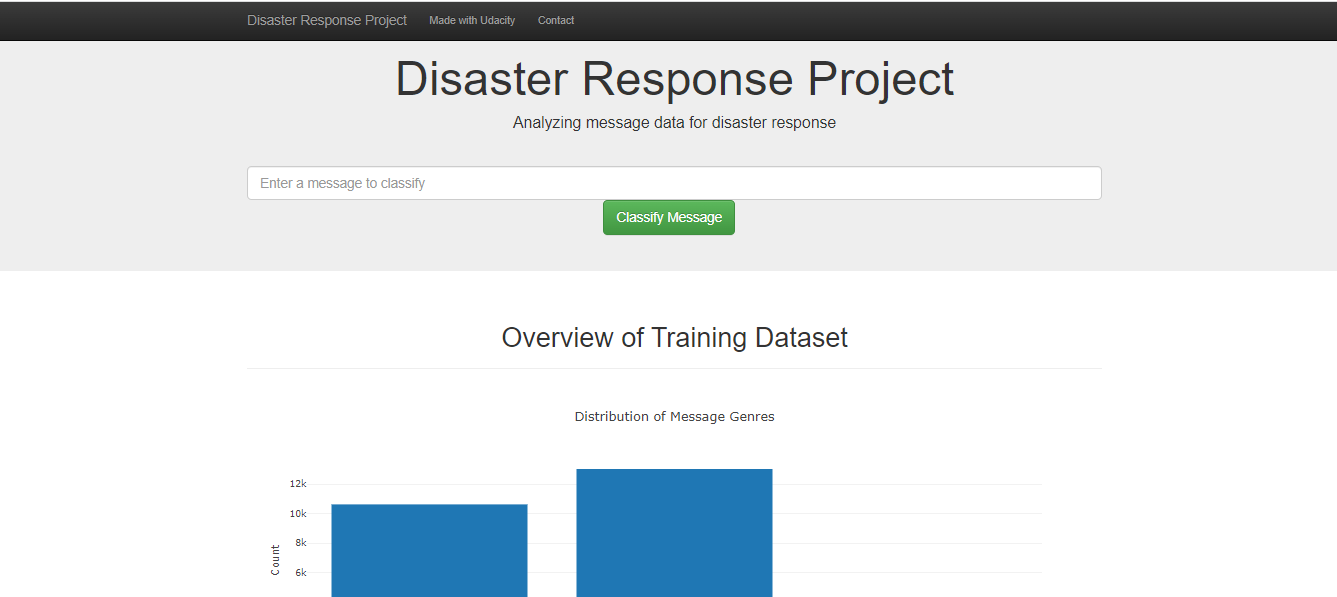 Disaster Response Project Made with Udacity Contact
Disaster Response Project
Analyzing message data for disaster response
Enter a message to classify
Classify Message
Overview of Training Dataset
Distribution of Message Genres
12k
10k
8k
6k
Count